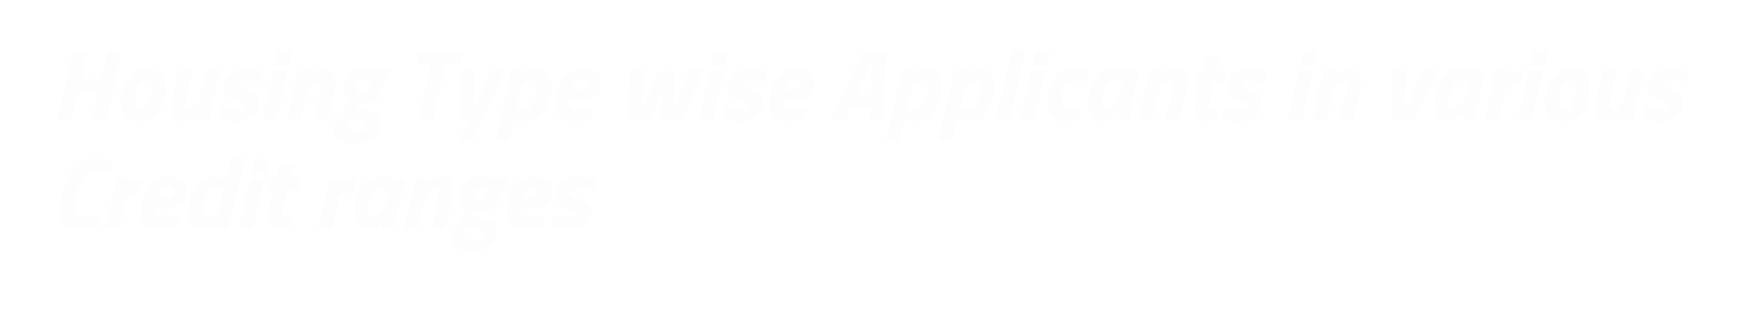 Housing Type wise Applicants in various
Credit ranges